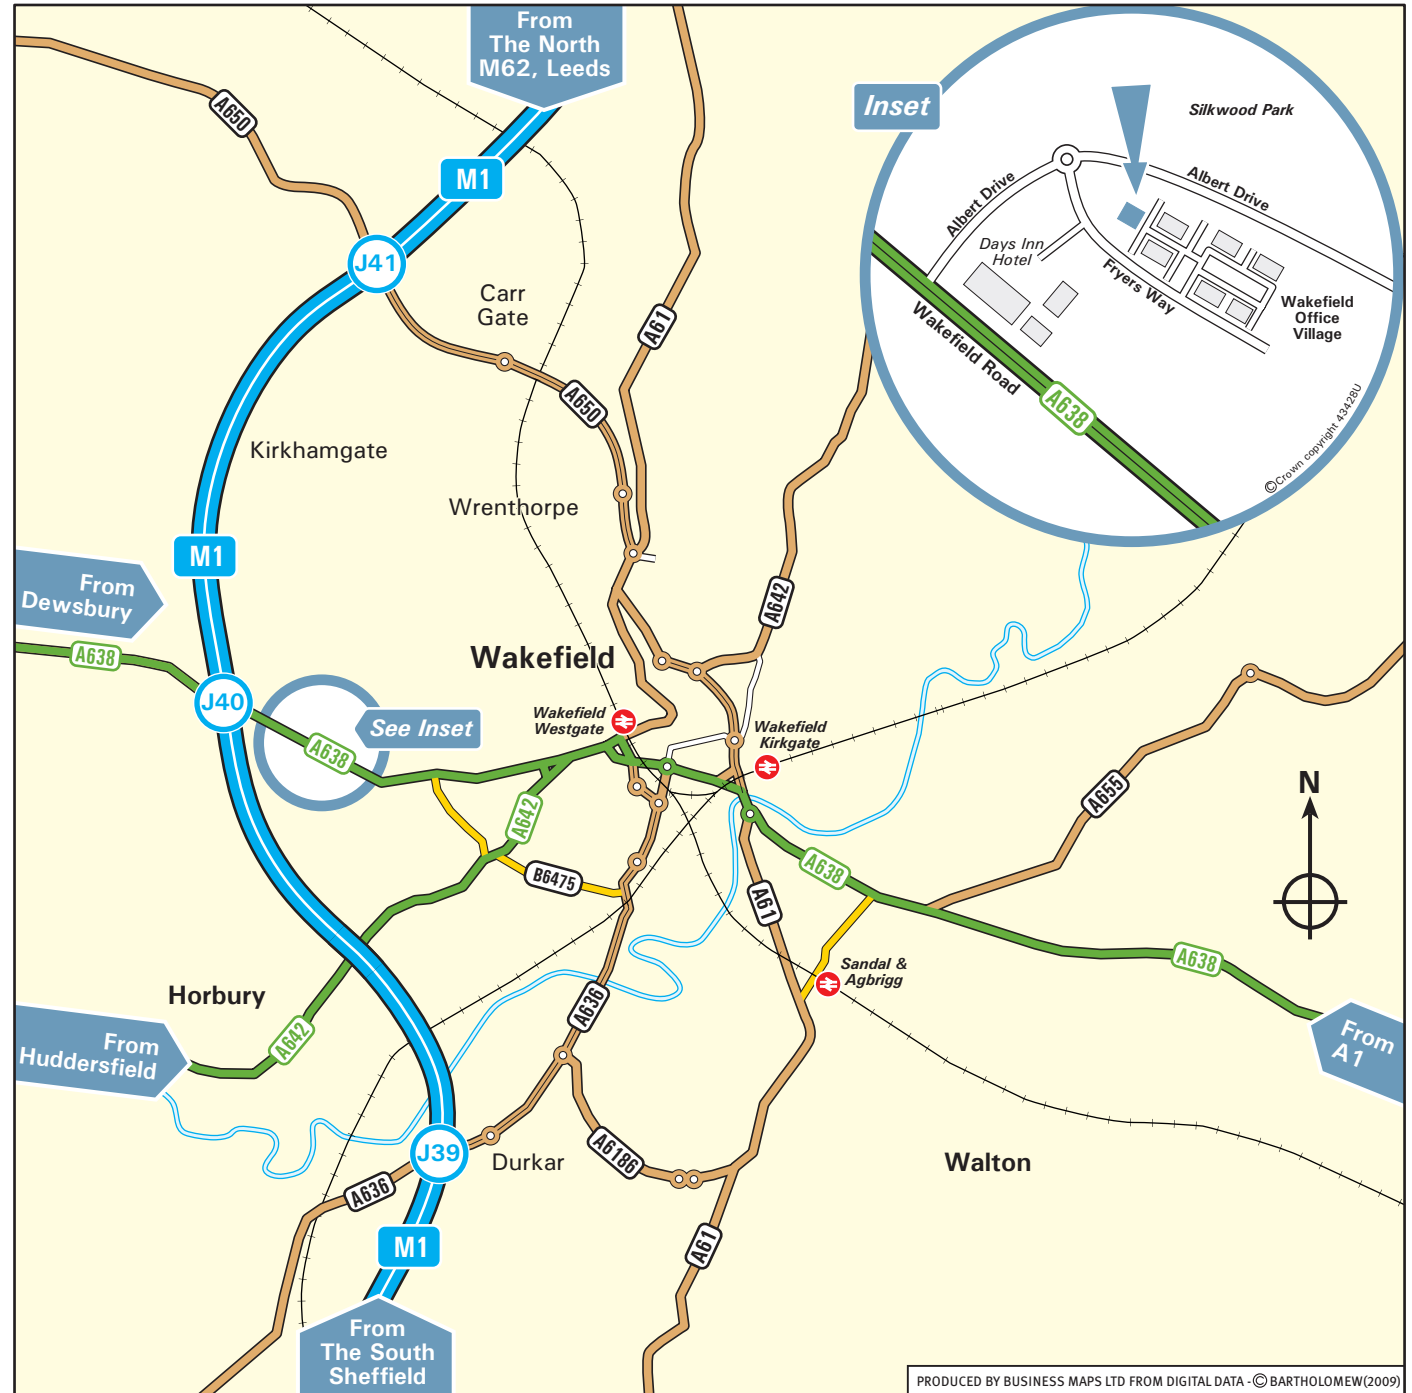 From
The North
M62, Leeds
A650
M1
J41
Carr
Gate
A61
A650
Kirkhamgate
Wrenthorpe
M1
From
Dewsbury
A638
J40
See Inset
A638
Wakefield
Wakefield
Westgate
Wakefield
Kirkgate
A642
A642
B6475
A638
A61
A655
N
A638
Sandal &
Agbrigg
From
A1
Horbury
A642
From
Huddersfield
A636
J39
Durkar
A6186
A636
M1
A61
Walton
From
The South
Sheffield
Inset
Silkwood Park
Albert Drive
Albert Drive
Days Inn
Hotel
Fryers Way
Wakefield
Office
Village
Wakefield Road
A638
©Crown copyright 43428U
PRODUCED BY BUSINESS MAPS LTD FROM DIGITAL DATA - © BARTHOLOMEW(2009)